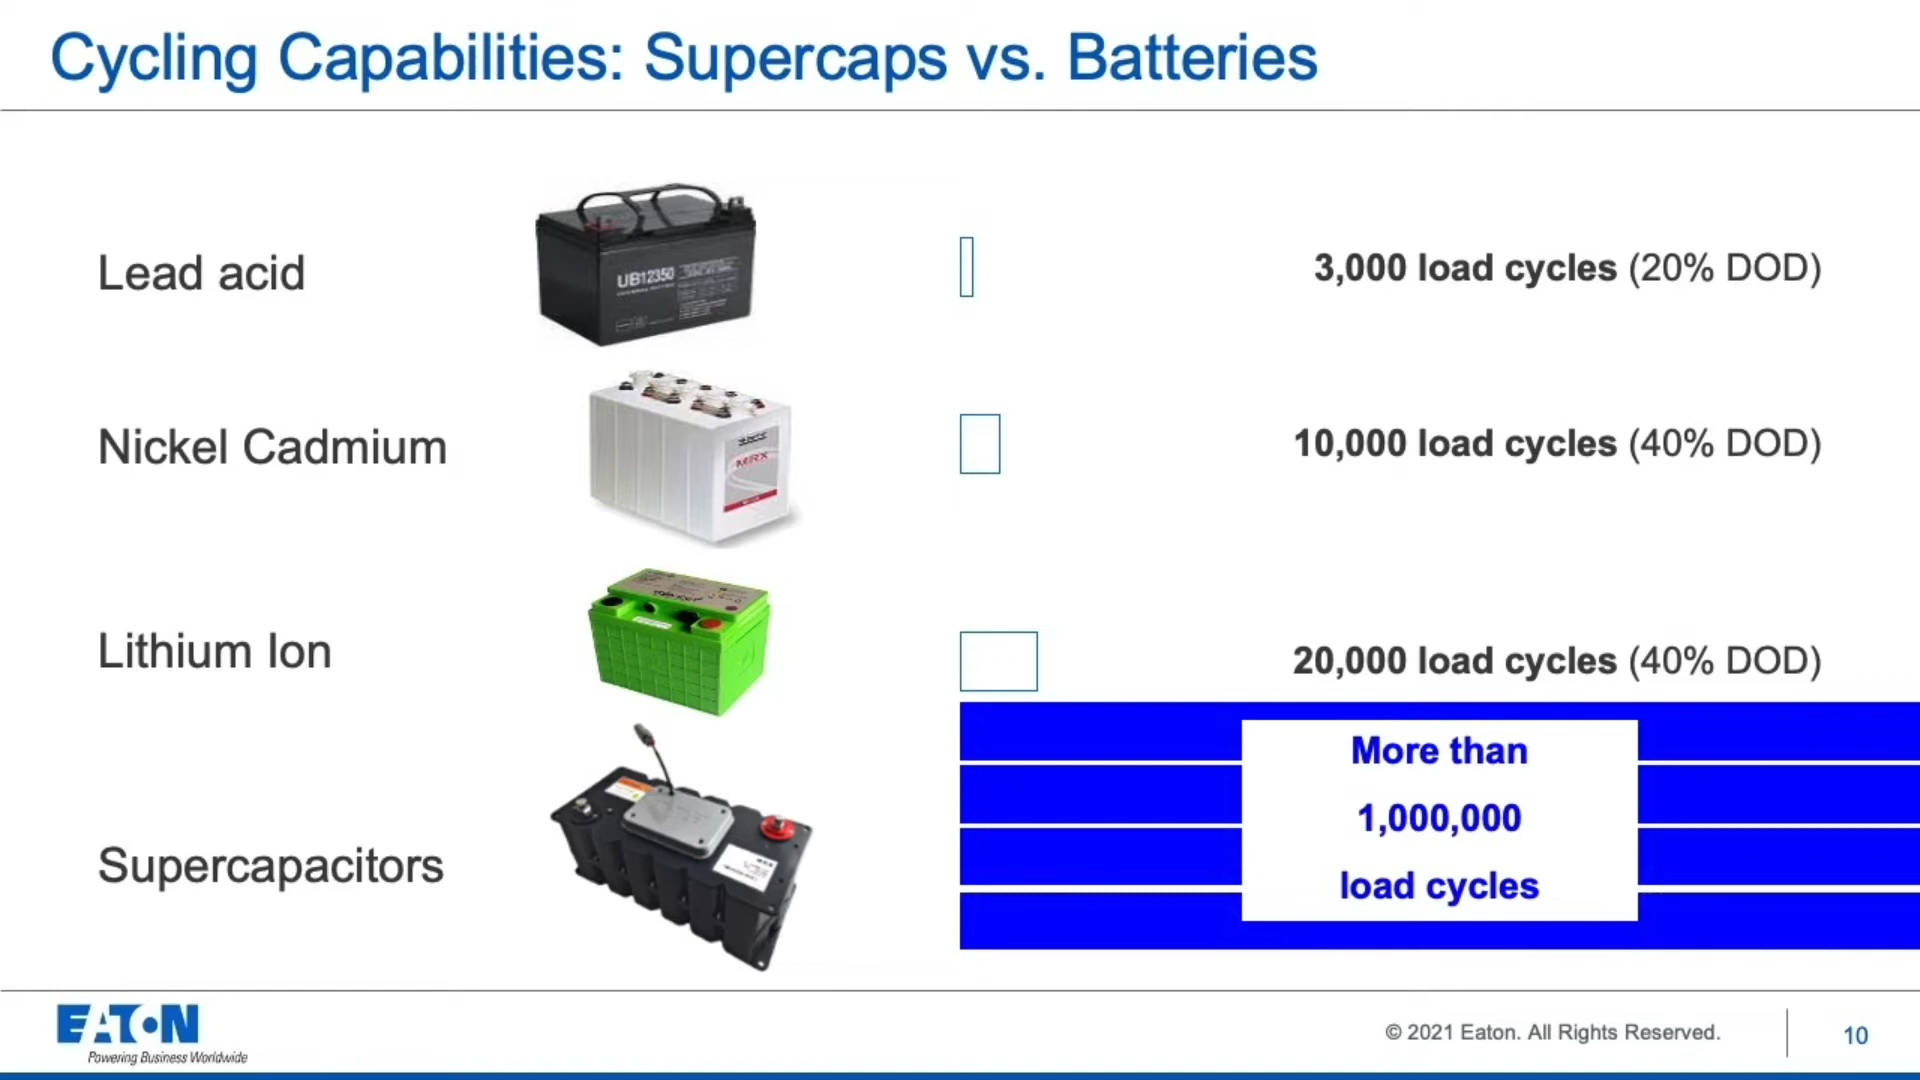 Cycling Capabilities: Supercaps vs. Batteries
Lead acid
UB12350
3,000 load cycles (20% DOD)
Nickel Cadmium
MRX
10,000 load cycles (40% DOD)
Lithium Ion
20,000 load cycles (40% DOD)
Supercapacitors
More than
1,000,000
load cycles
EATON
Powering Business Worldwide
© 2021 Eaton. All Rights Reserved.
10